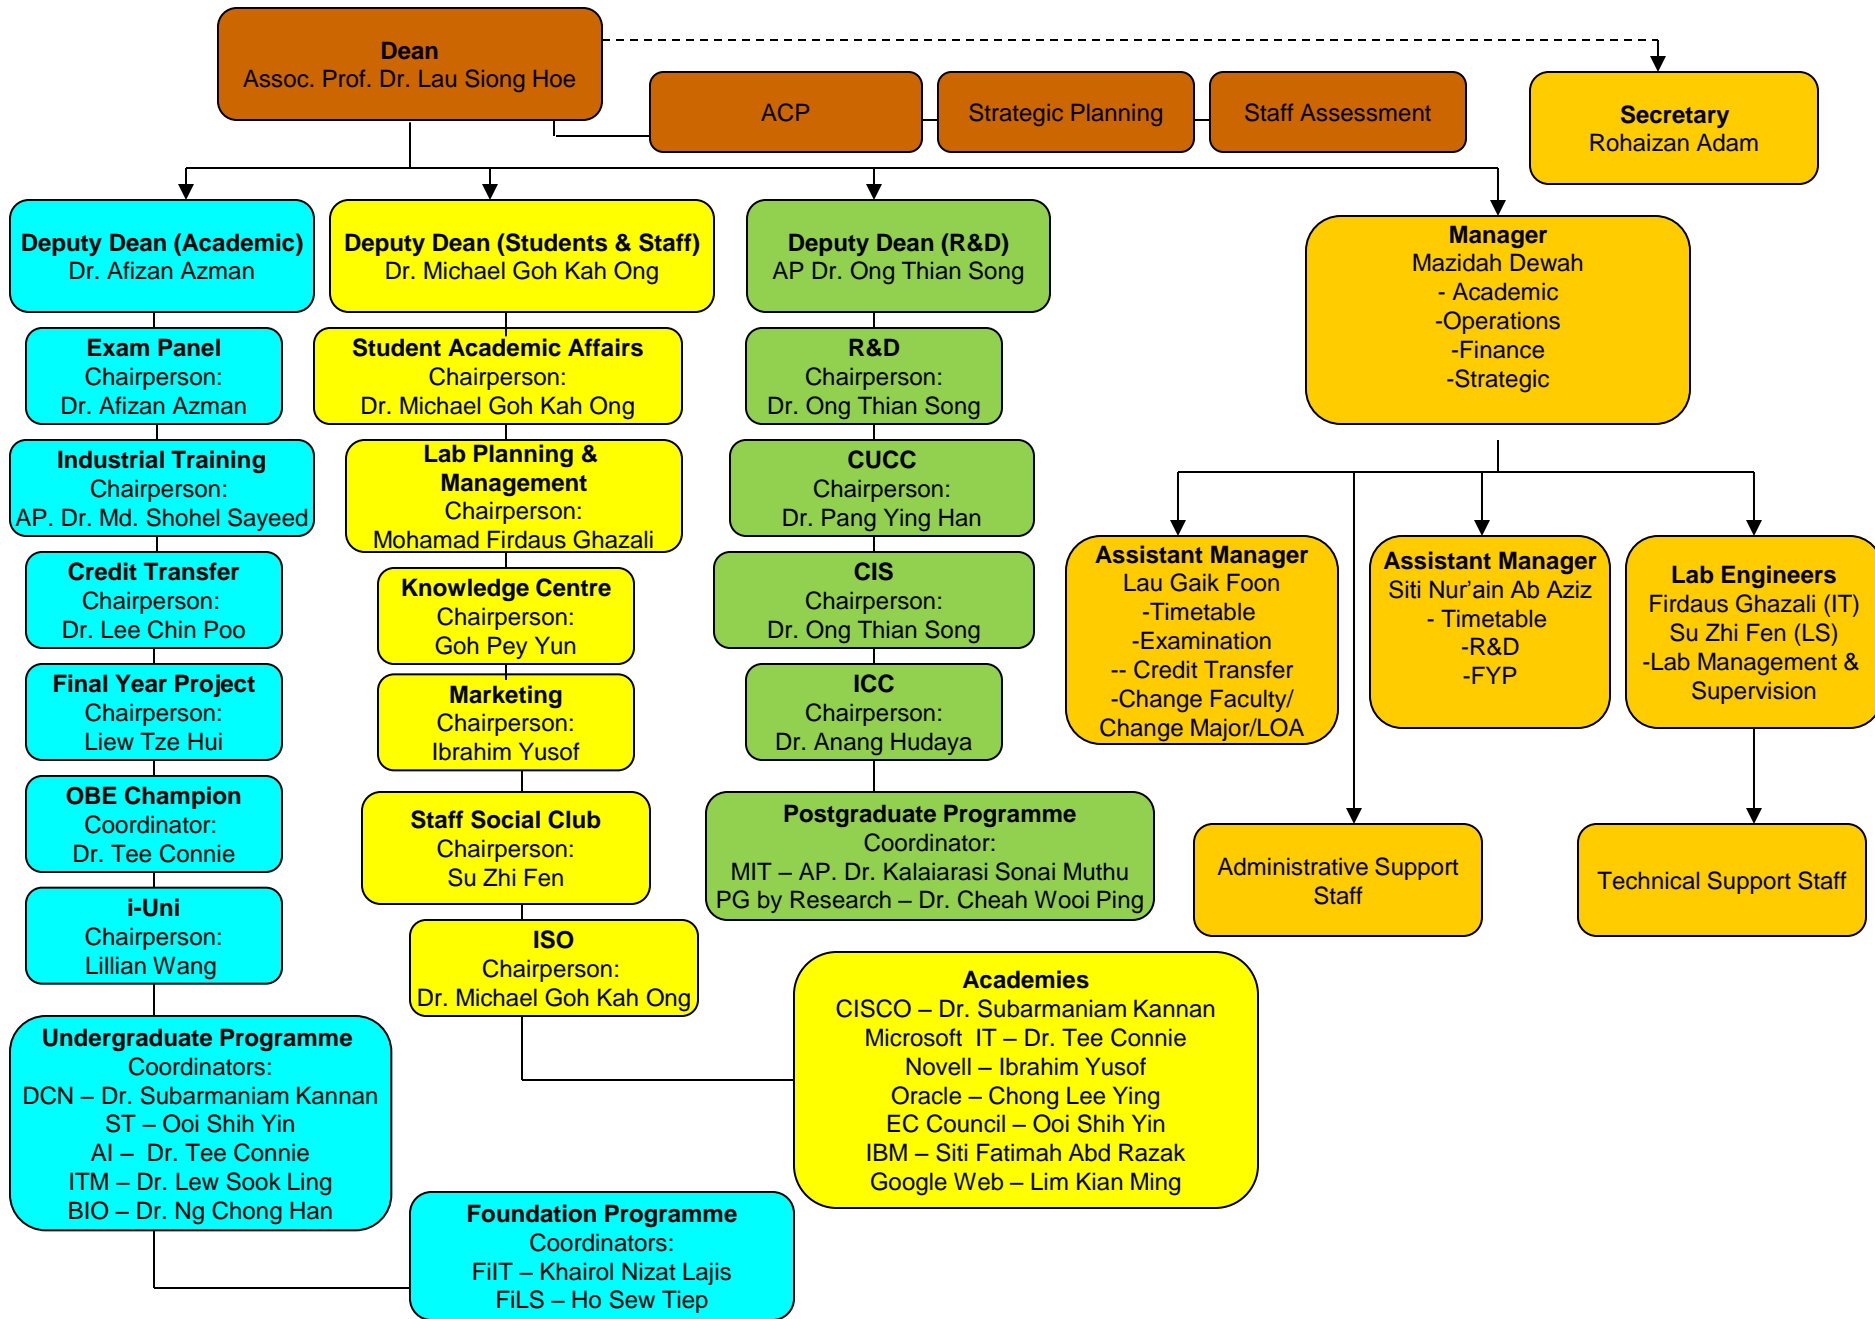 Dean
Assoc. Prof. Dr. Lau Siong Hoe
ACP
Strategic Planning
Staff Assessment
Secretary
Rohaizan Adam
Deputy Dean (Academic)
Dr. Afizan Azman
Deputy Dean (Students & Staff)
Dr. Michael Goh Kah Ong
Deputy Dean (R&D)
AP Dr. Ong Thian Song
Manager
Mazidah Dewah
- Academic
-Operations
-Finance
-Strategic
Exam Panel
Chairperson:
Dr. Afizan Azman
Industrial Training
Chairperson:
AP. Dr. Md. Shohel Sayeed
Credit Transfer
Chairperson:
Dr. Lee Chin Poo
Final Year Project
Chairperson:
Liew Tze Hui
OBE Champion
Coordinator:
Dr. Tee Connie
i-Uni
Chairperson:
Lillian Wang
Undergraduate Programme
Coordinators:
DCN – Dr. Subarmaniam Kannan
ST – Ooi Shih Yin
AI –  Dr. Tee Connie
ITM – Dr. Lew Sook Ling
BIO – Dr. Ng Chong Han
Foundation Programme
Coordinators:
FiIT – Khairol Nizat Lajis
FiLS – Ho Sew Tiep
Student Academic Affairs
Chairperson:
Dr. Michael Goh Kah Ong
Lab Planning &
Management
Chairperson:
Mohamad Firdaus Ghazali
Knowledge Centre
Chairperson:
Goh Pey Yun
Marketing
Chairperson:
Ibrahim Yusof
Staff Social Club
Chairperson:
Su Zhi Fen
ISO
Chairperson:
Dr. Michael Goh Kah Ong
Academies
CISCO – Dr. Subarmaniam Kannan
Microsoft  IT – Dr. Tee Connie
Novell – Ibrahim Yusof
Oracle – Chong Lee Ying
EC Council – Ooi Shih Yin
IBM – Siti Fatimah Abd Razak
Google Web – Lim Kian Ming
R&D
Chairperson:
Dr. Ong Thian Song
CUCC
Chairperson:
Dr. Pang Ying Han
CIS
Chairperson:
Dr. Ong Thian Song
ICC
Chairperson:
Dr. Anang Hudaya
Postgraduate Programme
Coordinator:
MIT – AP. Dr. Kalaiarasi Sonai Muthu
PG by Research – Dr. Cheah Wooi Ping
Assistant Manager
Lau Gaik Foon
-Timetable
-Examination
-- Credit Transfer
-Change Faculty/
Change Major/LOA
Assistant Manager
Siti Nur’ain Ab Aziz
- Timetable
-R&D
-FYP
Lab Engineers
Firdaus Ghazali (IT)
Su Zhi Fen (LS)
-Lab Management &
Supervision
Administrative Support
Staff
Technical Support Staff